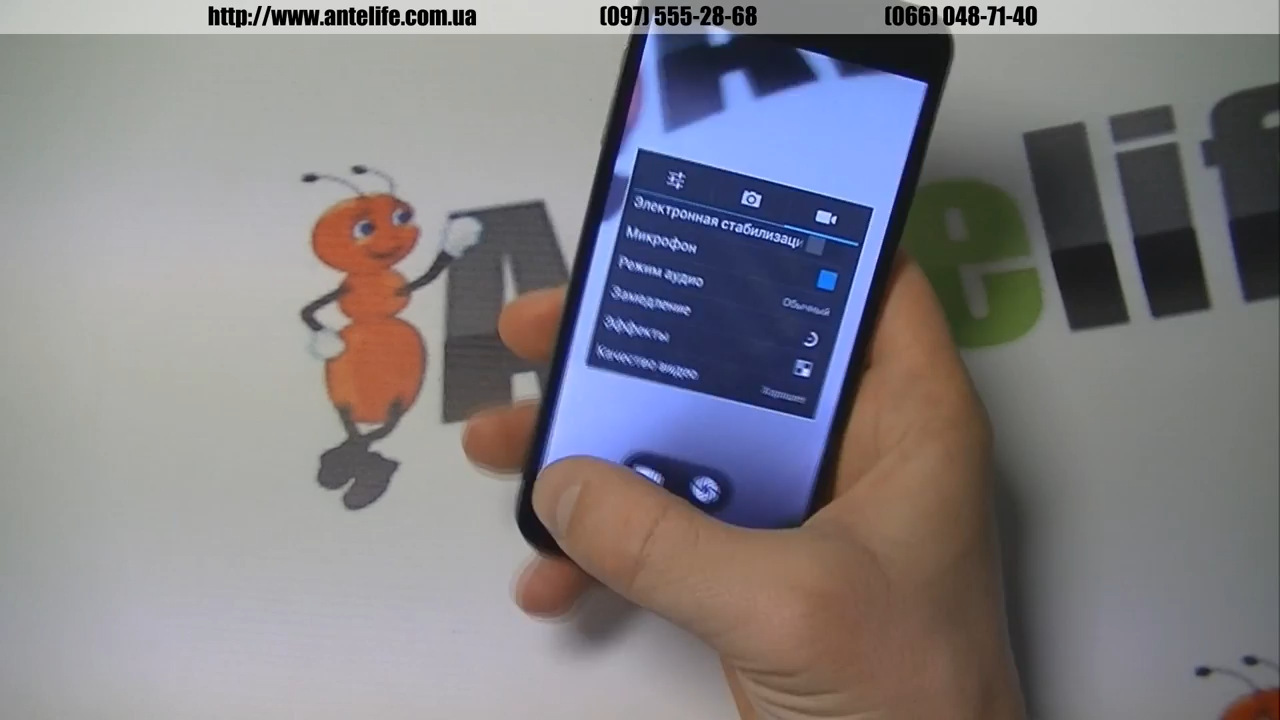 http://www.antelife.com.ua (097) 555-28-68 (066) 048-71-40
A elif
Электронная стабилизаци
Микрофон
Режим аудио
Обычный
Замедление
Эффекты
Качество видео
Хорошее